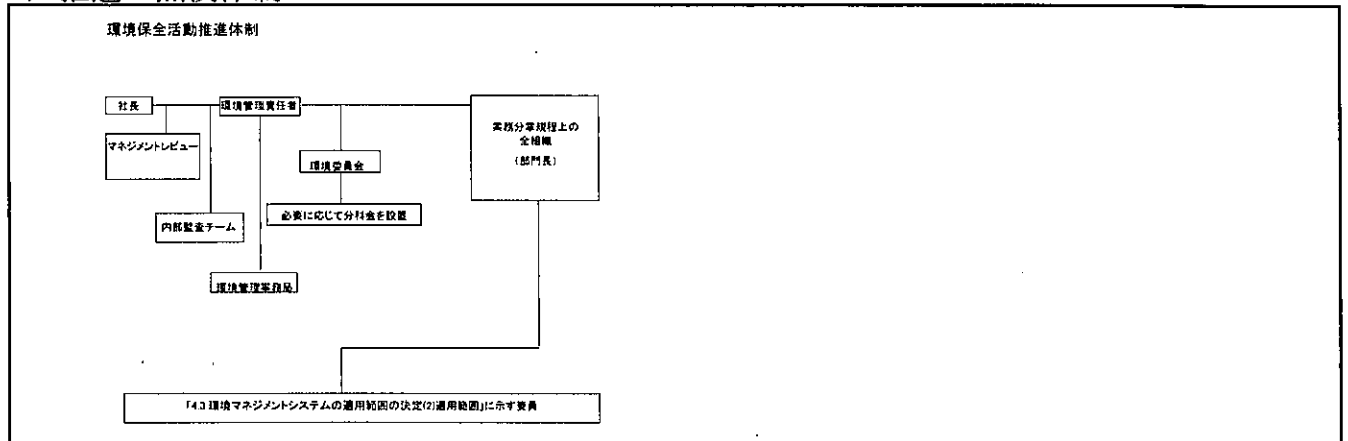 環境保全活動推進体制
社長
環境管理責任者
業務分掌規程上の
全組織
(部門長)
マネジメントレビュー
環境委員会
必要に応じて分科会を設置
内部監査チーム
環境管理事務局
「4.3 環境マネジメントシステムの適用範囲の決定(2)適用範囲」に示す要員